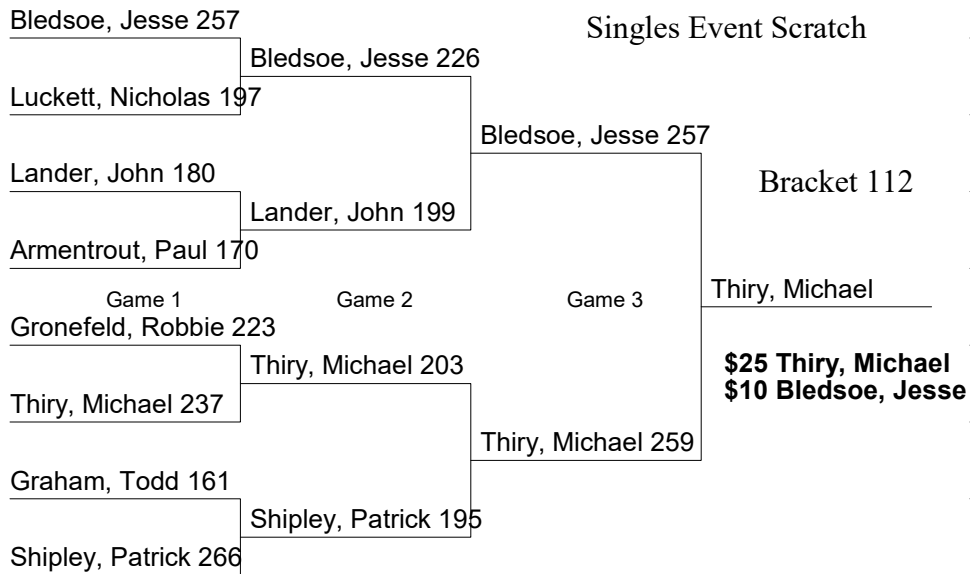 Bledsoe, Jesse 257
Singles Event Scratch
Bledsoe, Jesse 226
Luckett, Nicholas 197
Bledsoe, Jesse 257
Lander, John 180
Bracket 112
Lander, John 199
Armentrout, Paul 170
Game 1
Game 2
Game 3
Thiry, Michael
Gronefeld, Robbie 223
Thiry, Michael 203
$25 Thiry, Michael
$10 Bledsoe, Jesse
Thiry, Michael 237
Thiry, Michael 259
Graham, Todd 161
Shipley, Patrick 195
Shipley, Patrick 266